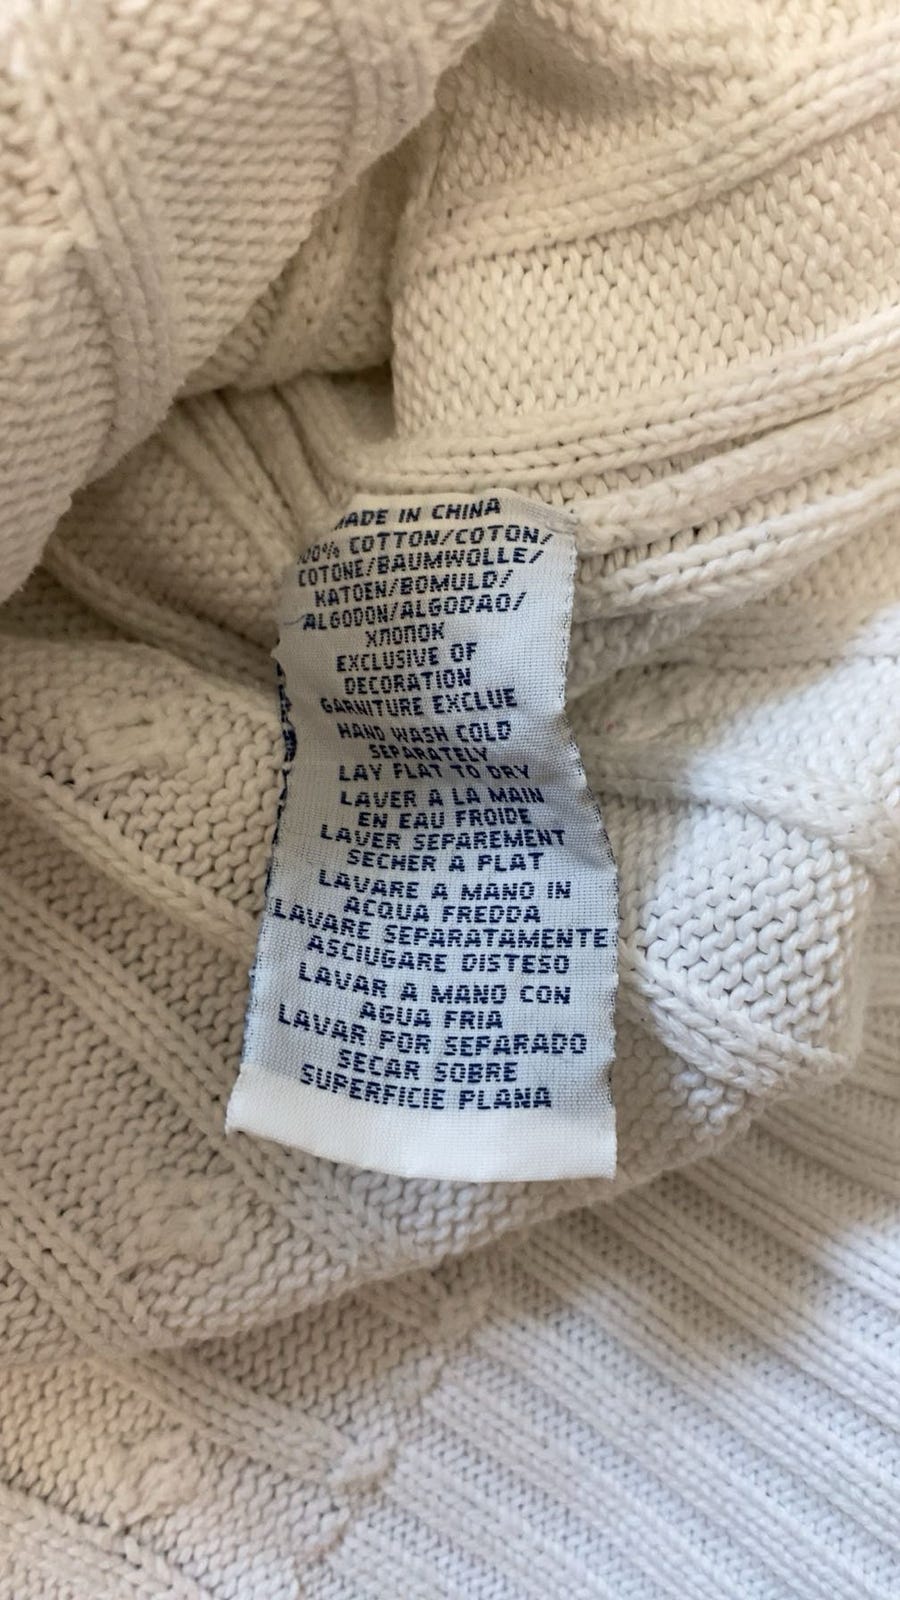 MADE IN CHINA
100% COTTON/COTON/
COTONE/BAUMWOLLE/
KATOEN/BOMULD/
ALGODON/ALGODAO/
ХЛОПОК
EXCLUSIVE OF
DECORATION
GARNITURE EXCLUE
HAND WASH COLD
SEPARATELY
LAY FLAT TO DRY
LAVER A LA MAIN
EN EAU FROIDE
LAVER SEPAREMENT
SECHER A PLAT
LAVARE A MANO IN
ACQUA FREDDA
LAVARE SEPARATAMENTE
ASCIUGARE DISTESO
LAVAR A MANO CON
AGUA FRIA
LAVAR POR SEPARADO
SECAR SOBRE
SUPERFICIE PLANA